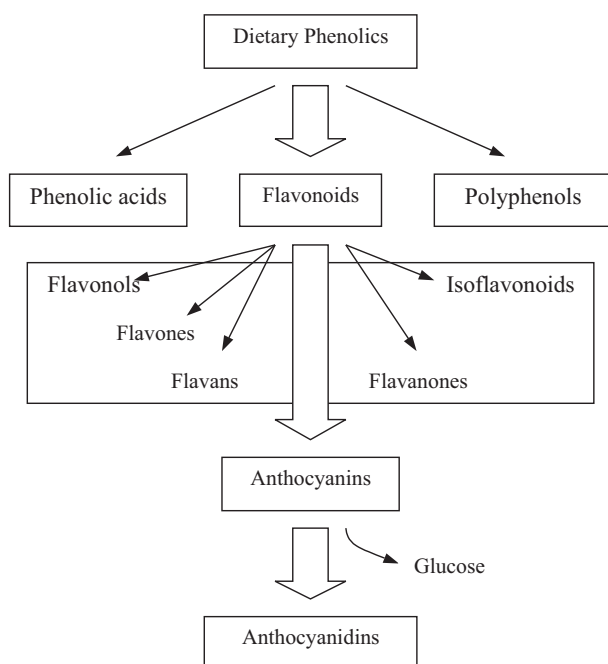 Dietary Phenolics
Phenolic acids
Flavonoids
Polyphenols
Flavonols
Isoflavonoids
Flavones
Flavans
Flavanones
Anthocyanins
Glucose
Anthocyanidins